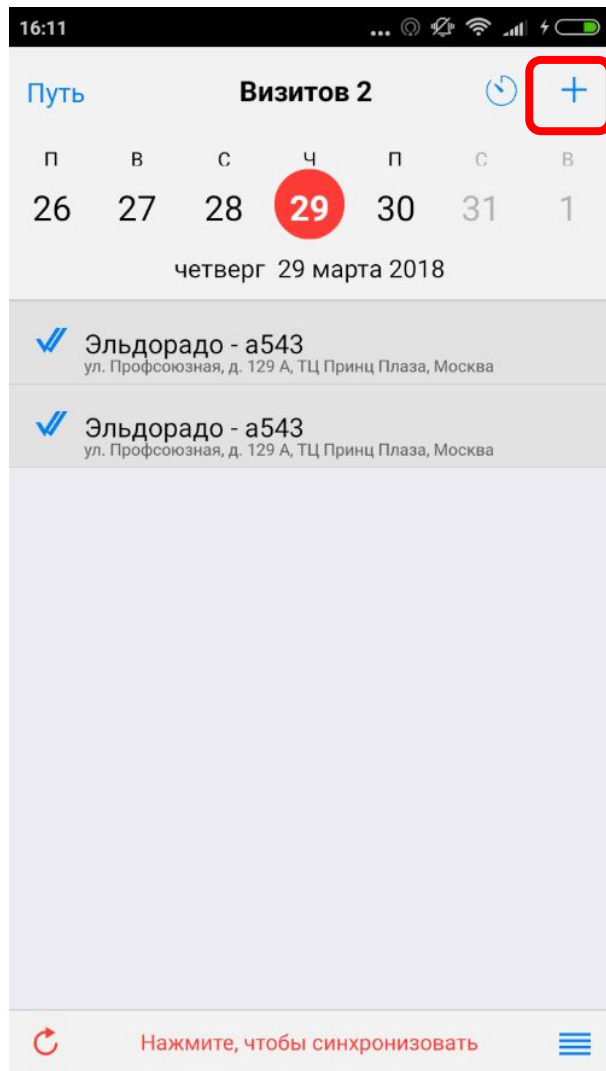 16:11
Путь Визитов 2
П В С Ч П С В
26 27 28 29 30 31 1
четверг 29 марта 2018
Эльдорадо - а543
ул. Профсоюзная, д. 129 А, ТЦ Принц Плаза, Москва
Эльдорадо - а543
ул. Профсоюзная, д. 129 А, ТЦ Принц Плаза, Москва
Нажмите, чтобы синхронизовать